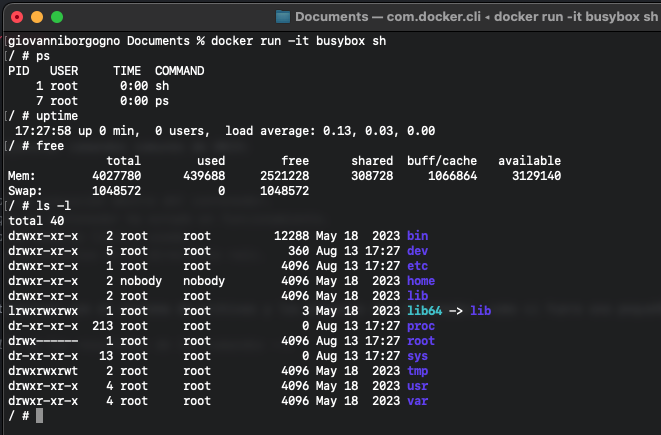 Documents — com.docker.cli ◂ docker run -it busybox sh
giovanniborgogno Documents % docker run -it busybox sh
/ # ps
PID   USER     TIME  COMMAND
    1 root      0:00 sh
    7 root      0:00 ps
/ # uptime
 17:27:58 up 0 min,  0 users,  load average: 0.13, 0.03, 0.00
/ # free
              total        used        free      shared  buff/cache   available
Mem:        4027780      439688     2521228      308728     1066864     3129140
Swap:       1048572           0     1048572
/ # ls -l
total 40
drwxr-xr-x    2 root     root         12288 May 18  2023 bin
drwxr-xr-x    5 root     root           360 Aug 13 17:27 dev
drwxr-xr-x    1 root     root          4096 Aug 13 17:27 etc
drwxr-xr-x    2 nobody   nobody        4096 May 18  2023 home
drwxr-xr-x    2 root     root          4096 May 18  2023 lib
lrwxrwxrwx    1 root     root             3 May 18  2023 lib64 -> lib
dr-xr-xr-x  213 root     root             0 Aug 13 17:27 proc
drwx------    1 root     root          4096 Aug 13 17:27 root
dr-xr-xr-x   13 root     root             0 Aug 13 17:27 sys
drwxrwxrwt    2 root     root          4096 May 18  2023 tmp
drwxr-xr-x    4 root     root          4096 May 18  2023 usr
drwxr-xr-x    4 root     root          4096 May 18  2023 var
/ #